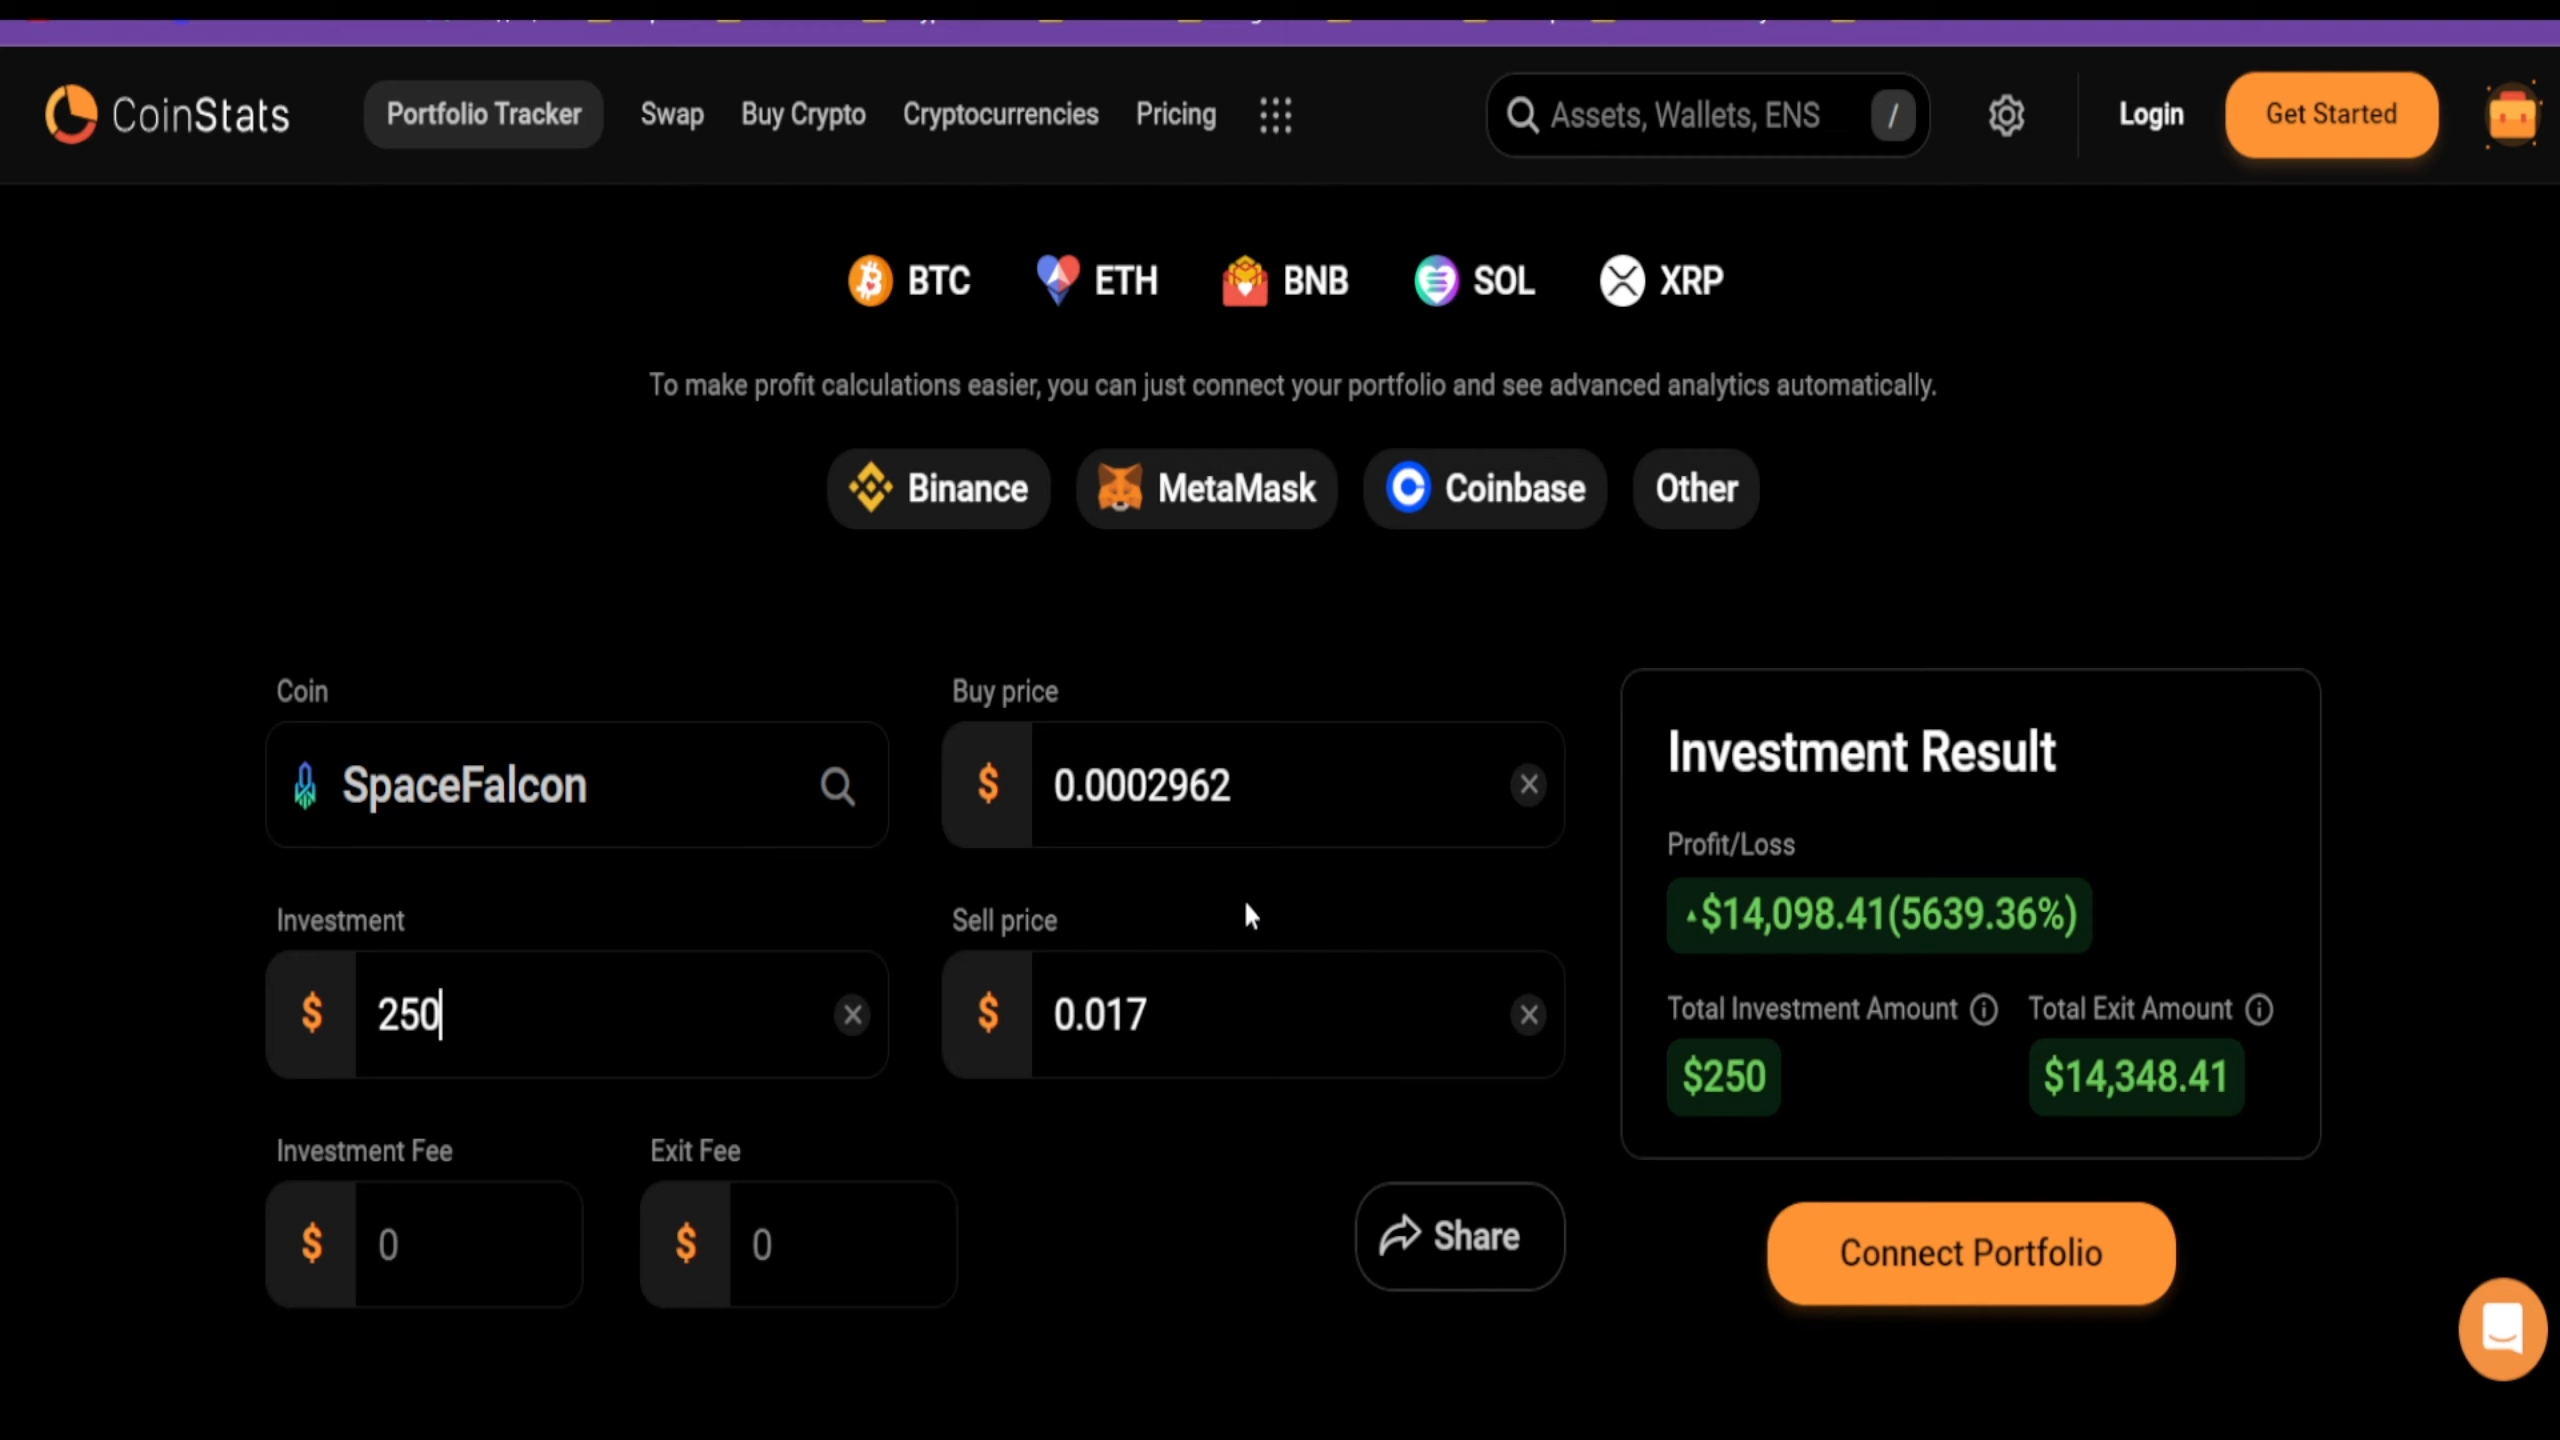 CoinStats Portfolio Tracker Swap Buy Crypto Cryptocurrencies Pricing Assets, Wallets, ENS / Login Get Started
BTC ETH BNB SOL XRP
To make profit calculations easier, you can just connect your portfolio and see advanced analytics automatically.
Binance MetaMask Coinbase Other
Coin Buy price
SpaceFalcon $ 0.0002962
Investment Sell price
$ 250 $ 0.017
Investment Fee Exit Fee
$ 0 $ 0
Share
Investment Result
Profit/Loss
$14,098.41(5639.36%)
Total Investment Amount Total Exit Amount
$250 $14,348.41
Connect Portfolio